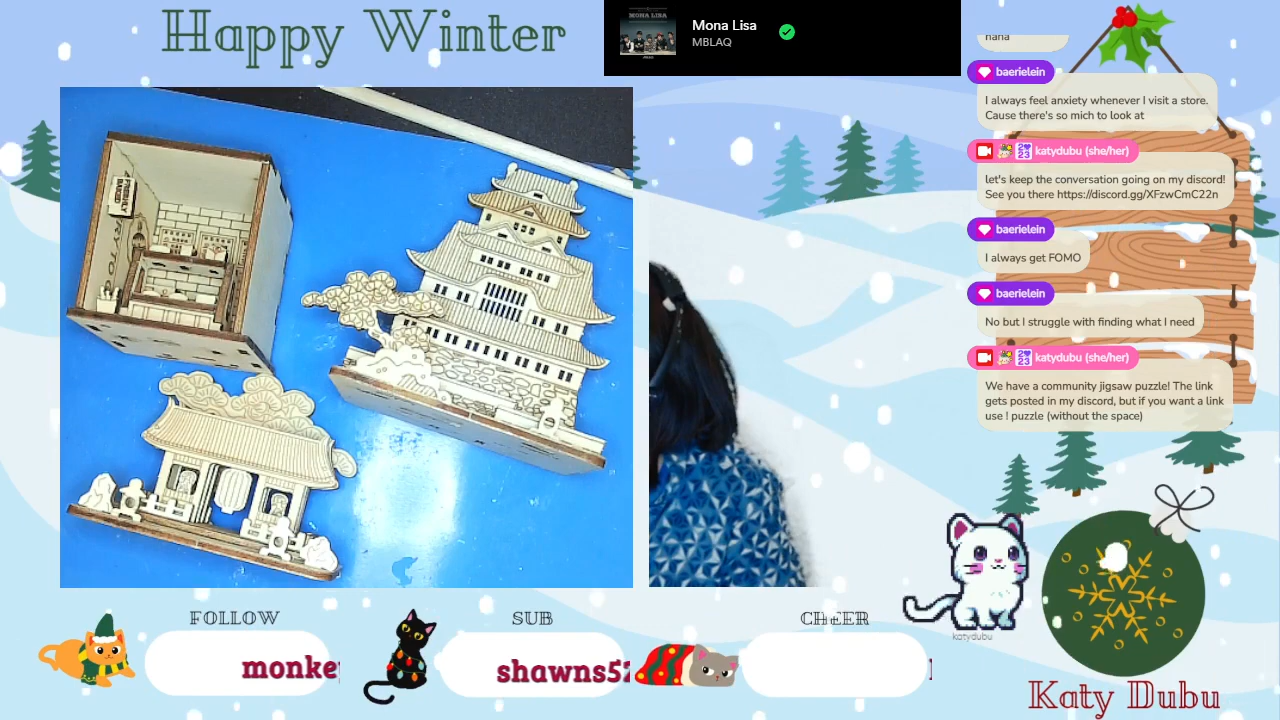 Happy Winter
MONA LISA
Mona Lisa
MBLAQ
baerielein
I always feel anxiety whenever I visit a store.
Cause there's so mich to look at
katydubu (she/her)
let's keep the conversation going on my discord!
See you there https://discord.gg/XFzwCmC22n
baerielein
I always get FOMO
baerielein
No but I struggle with finding what I need
katydubu (she/her)
We have a community jigsaw puzzle! The link
gets posted in my discord, but if you want a link
use ! puzzle (without the space)
katydubu
FOLLOW
SUB
CHEER
monke
shawns52
Katy Dubu